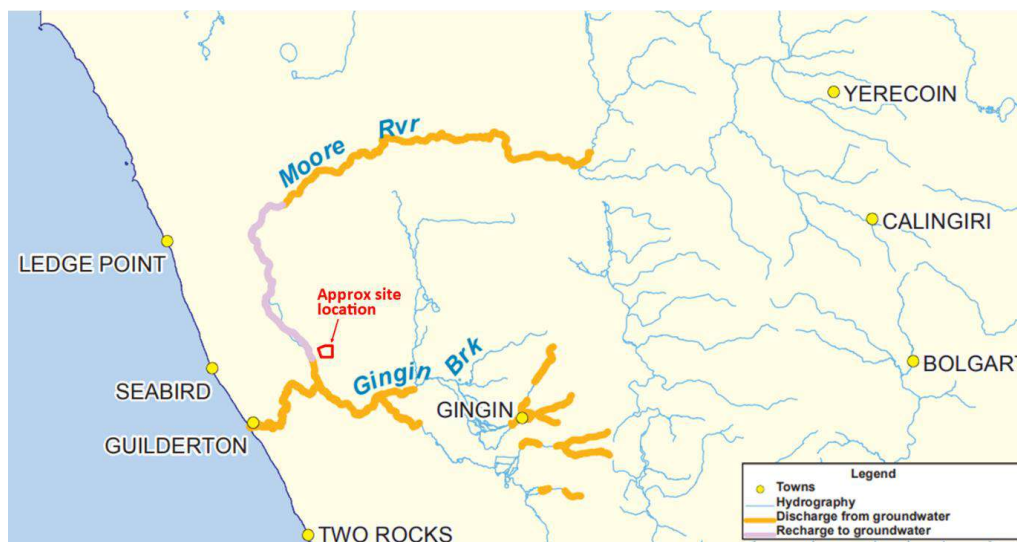 YERECOIN
Moore Rvr
CALINGIRI
LEDGE POINT
Approx site
location
Gingin Brk
BOLGART
SEABIRD
GINGIN
GUILDERTON
TWO ROCKS
Legend
Towns
Hydrography
Discharge from groundwater
Recharge to groundwater